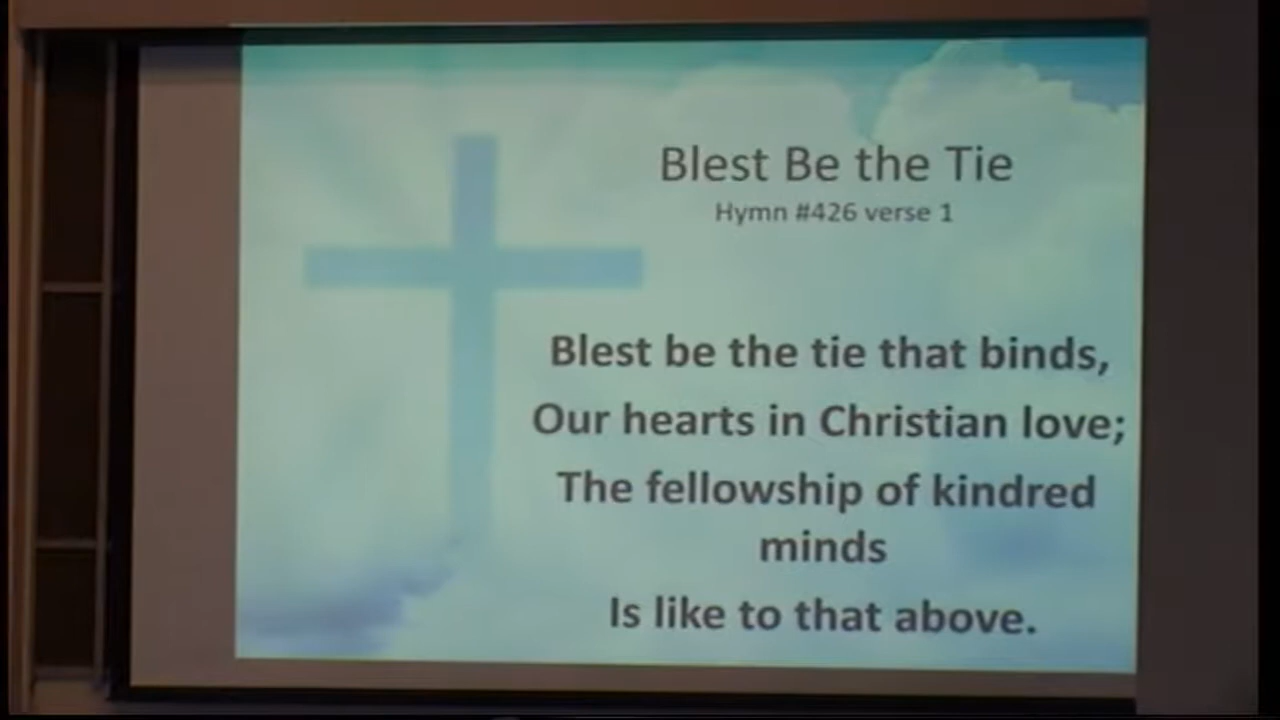 Blest Be the Tie
Hymn #426 verse 1
Blest be the tie that binds,
Our hearts in Christian love;
The fellowship of kindred
minds
Is like to that above.